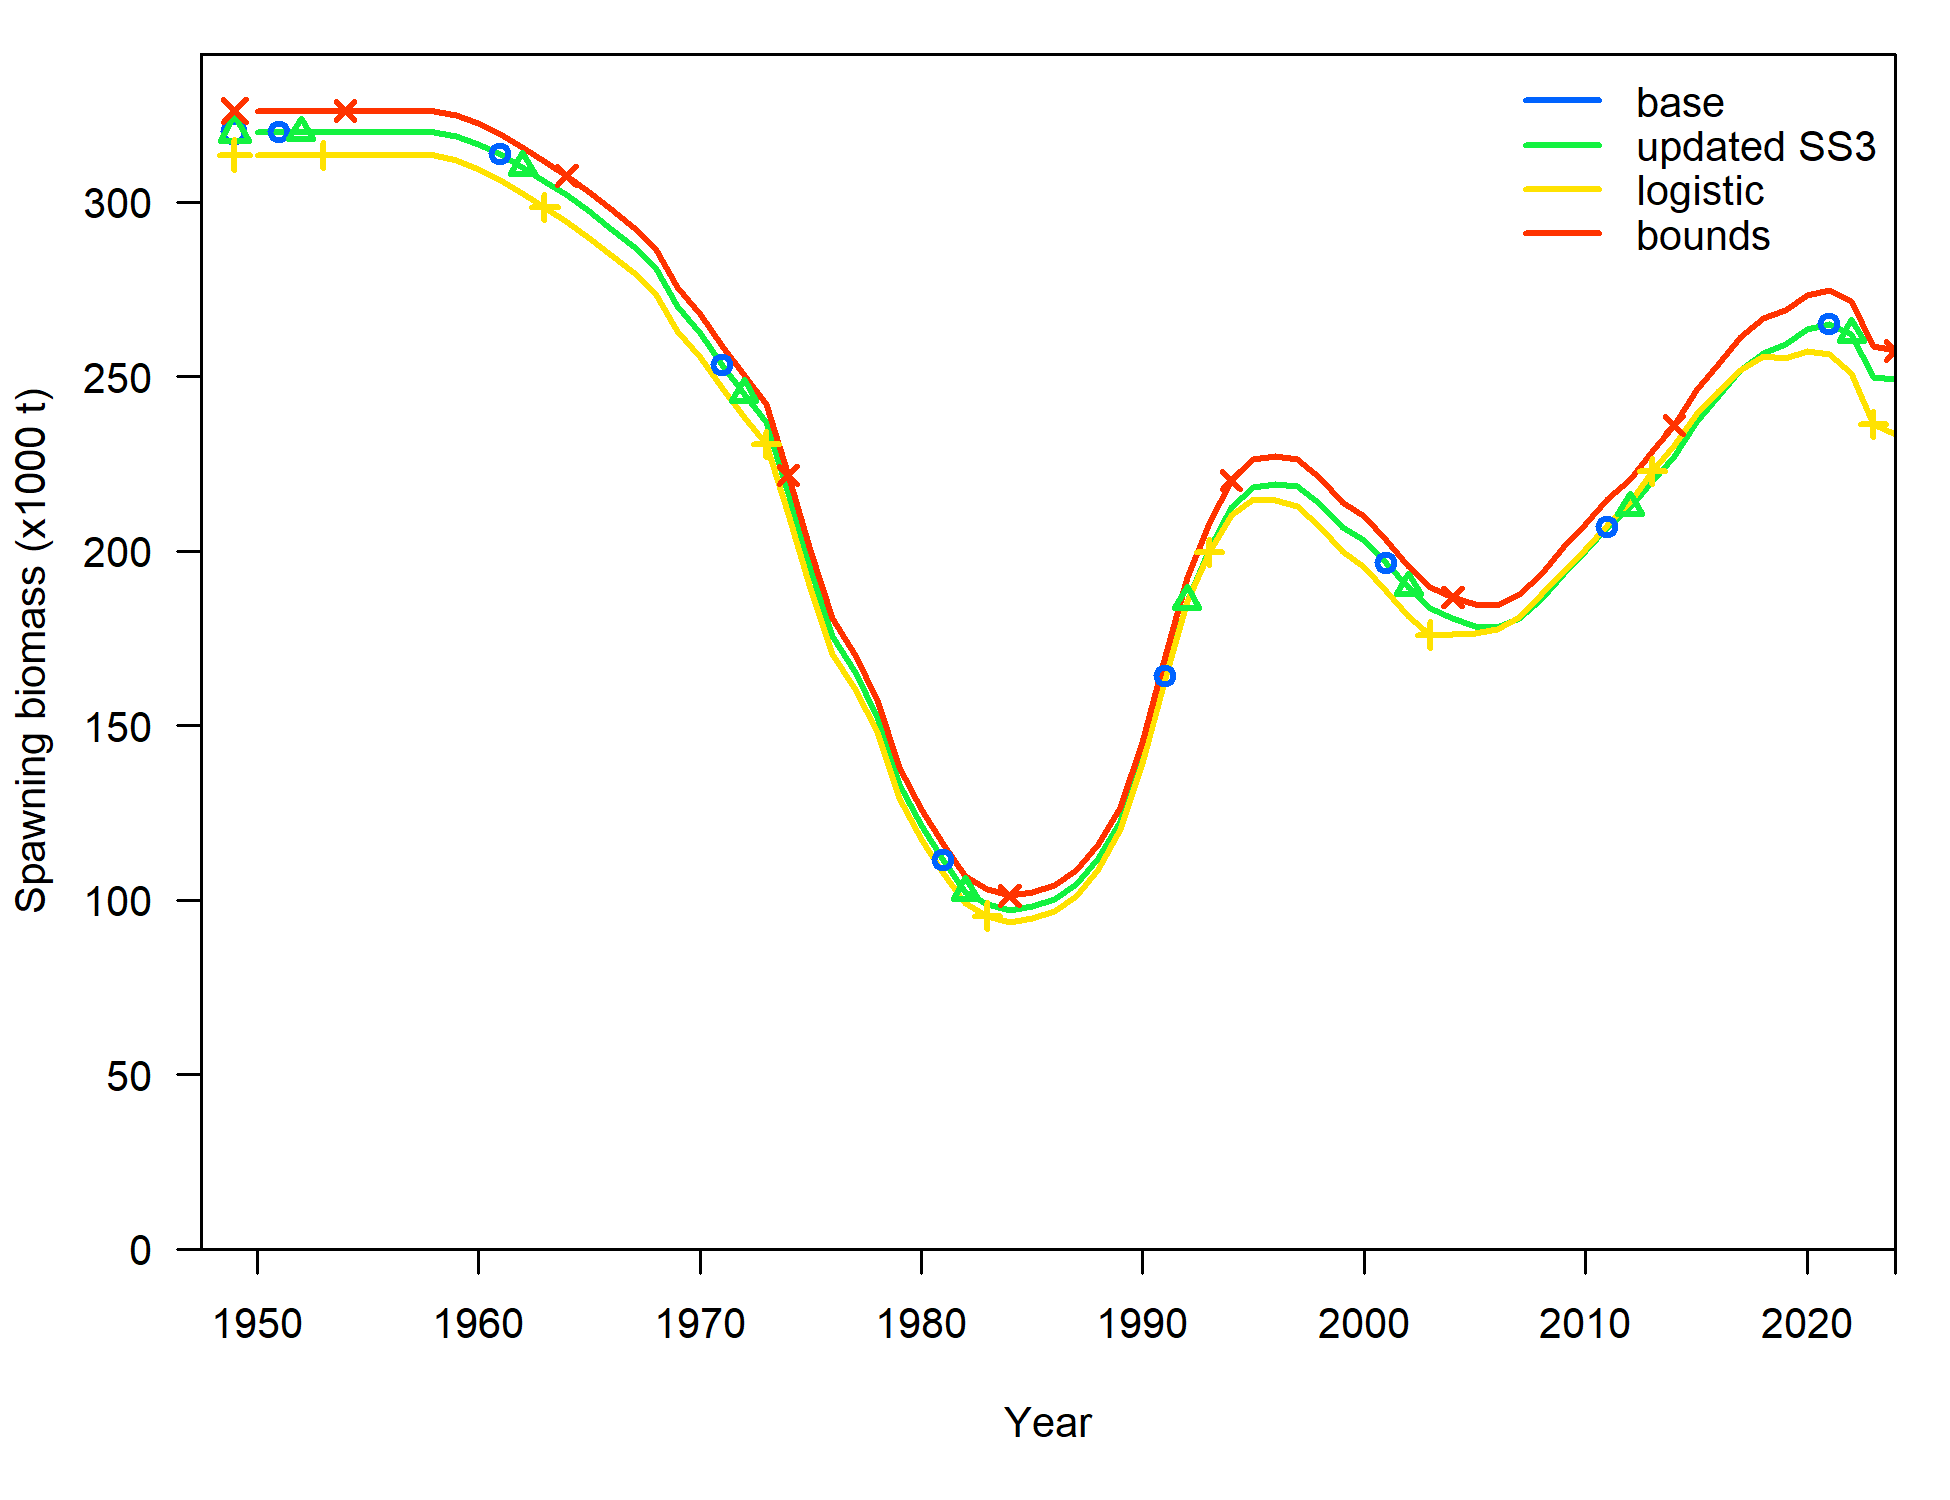 base
updated SS3
logistic
bounds
Spawning biomass (x1000 t)
300
250
200
150
100
50
0
1950 1960 1970 1980 1990 2000 2010 2020
Year